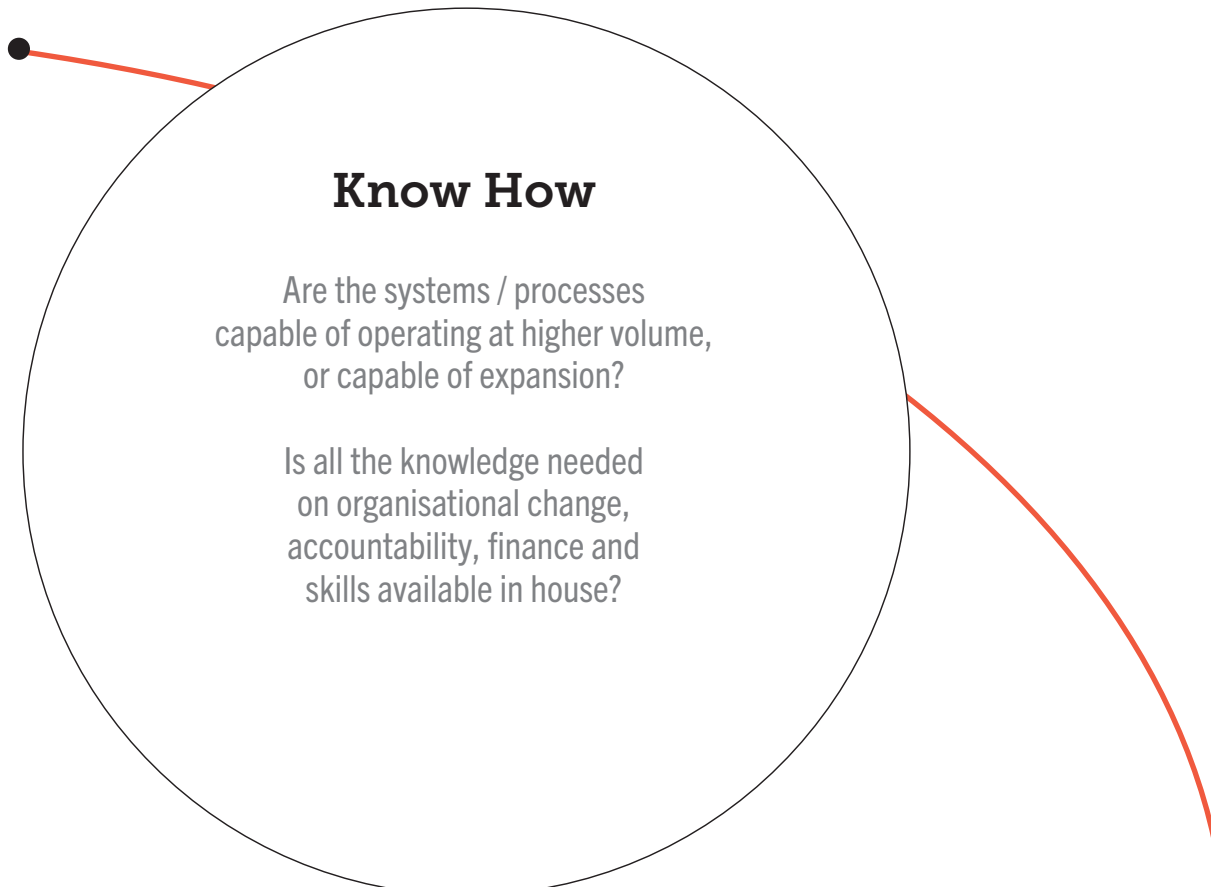 Know How
Are the systems / processes
capable of operating at higher volume,
or capable of expansion?
Is all the knowledge needed
on organisational change,
accountability, finance and
skills available in house?